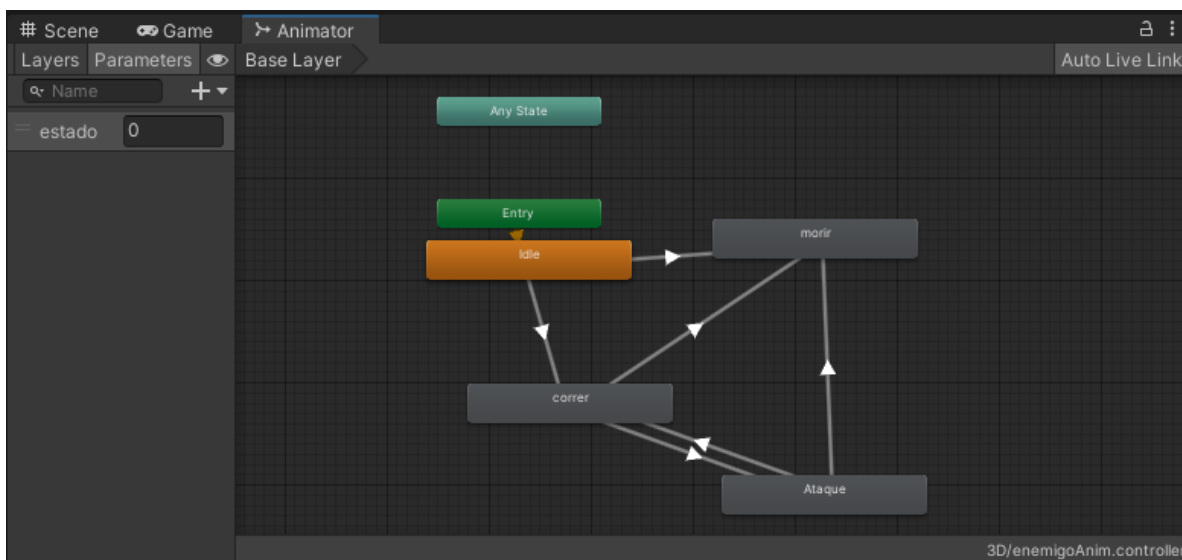 Scene Game Animator
Layers Parameters Base Layer Auto Live Link
Name
estado 0
Any State
Entry
Idle
morir
correr
Ataque
3D/enemigoAnim.controller